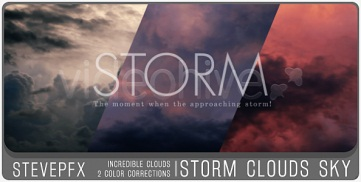 STORM
The moment when the approaching storm!
STEVEPFX
INCREDIBLE CLOUDS
2 COLOR CORRECTIONS
STORM CLOUDS SKY